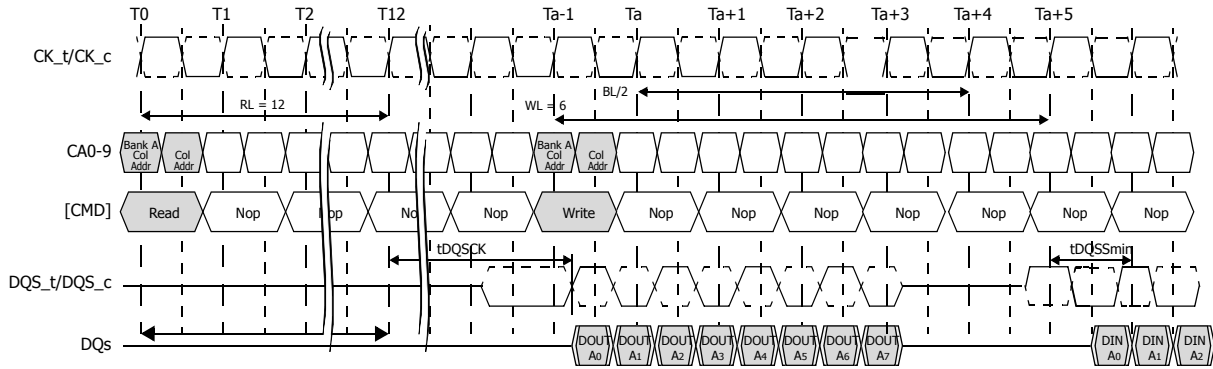 T0 T1 T2 T12 Ta-1 Ta Ta+1 Ta+2 Ta+3 Ta+4 Ta+5
CK_t/CK_c
BL/2
RL = 12 WL = 6
CA0-9 Bank A Col Addr Col Addr Bank A Col Addr Col Addr
[CMD] Read Nop Nop Nop Nop Write Nop Nop Nop Nop Nop Nop Nop
tDQSCK tDQSSmin
DQS_t/DQS_c
DQs DOUT A0 DOUT A1 DOUT A2 DOUT A3 DOUT A4 DOUT A5 DOUT A6 DOUT A7 DIN A0 DIN A1 DIN A2